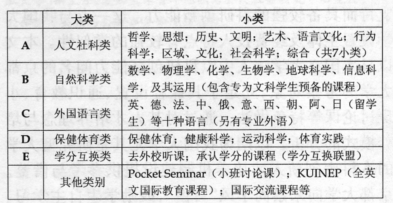 大类 小类
A 人文社科类 哲学、思想；历史、文明；艺术、语言文化；行为
科学；区域、文化；社会科学；综合（共7小类）
B 自然科学类 数学、物理学、化学、生物学、地球科学、信息科
学，及其运用（包含专为文科学生预备的课程）
C 外国语言类 英、德、法、中、俄、意、西、朝、阿、日（留学
生）等十种语言（另有专业外语）
D 保健体育类 保健体育；健康科学；运动科学；体育实践
E 学分互换类 去外校听课；承认学分的课程（学分互换联盟）
其他类别 Pocket Seminar（小班讨论课）；KUINEP（全英
文国际教育课程）；国际交流课程等